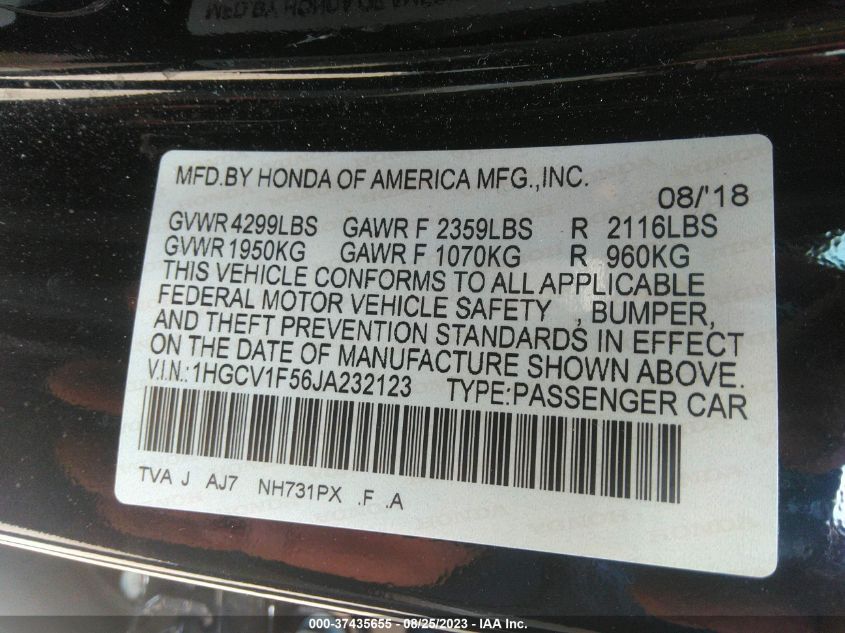 MFD.BY HONDA OF AMERICA MFG.,INC.
08/'18
GVWR 4299LBS GAWR F 2359LBS R 2116LBS
GVWR 1950KG GAWR F 1070KG R 960KG
THIS VEHICLE CONFORMS TO ALL APPLICABLE
FEDERAL MOTOR VEHICLE SAFETY , BUMPER,
AND THEFT PREVENTION STANDARDS IN EFFECT
ON THE DATE OF MANUFACTURE SHOWN ABOVE.
V.I.N.:1HGCV1F56JA232123 TYPE:PASSENGER CAR
TVA J AJ7 NH731PX .F .A
000-37435655 - 08/25/2023 - © IAA Inc.